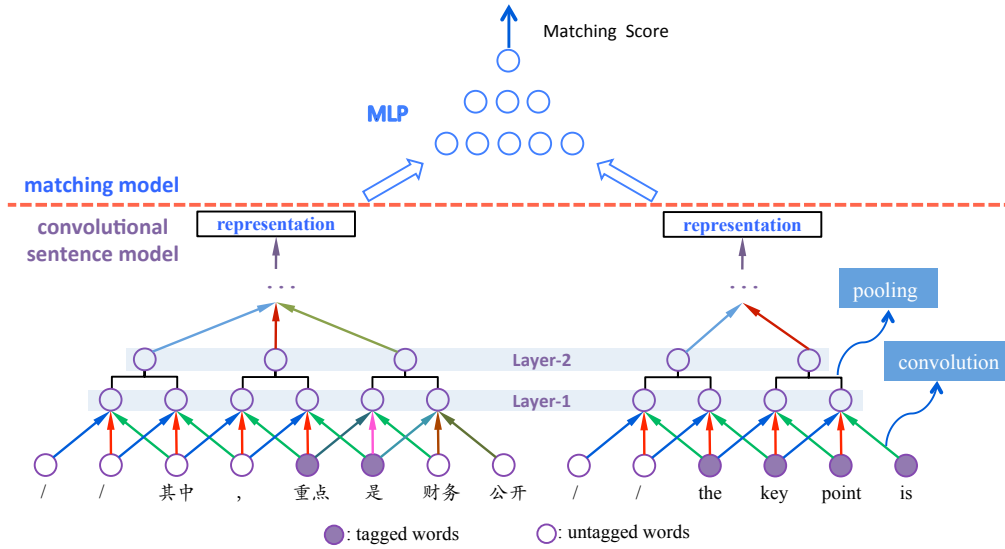 Matching Score
MLP
matching model
convolutional
sentence model
representation
representation
...
...
pooling
convolution
Layer-2
Layer-1
/ / 其中 , 重点 是 财务 公开 / / the key point is
: tagged words : untagged words